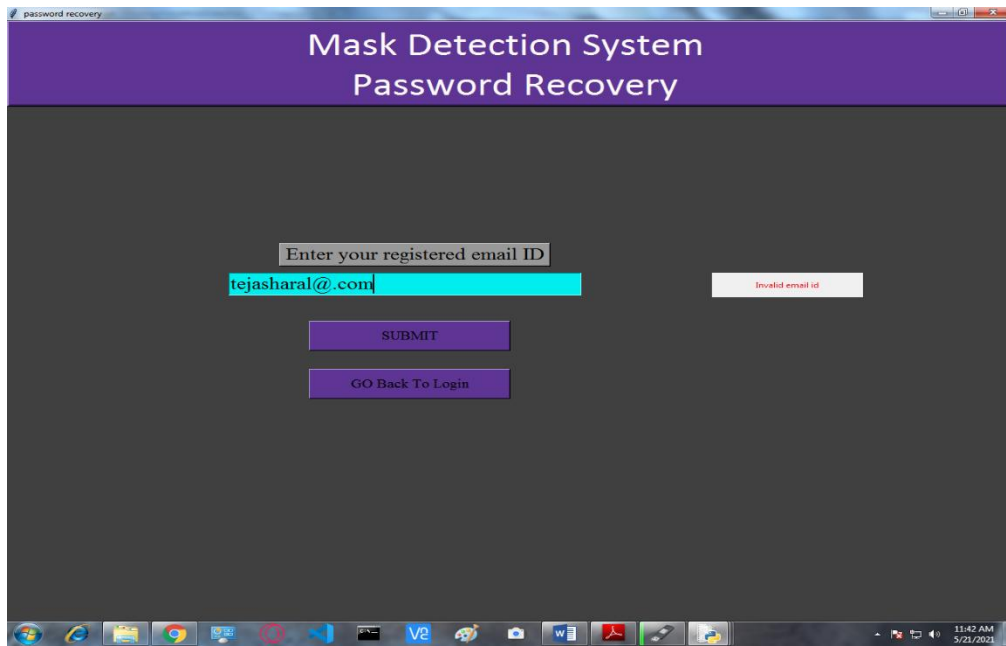 password recovery
Mask Detection System
Password Recovery
Enter your registered email ID
tejasharal@.com
Invalid email id
SUBMIT
GO Back To Login
11:42 AM
5/21/2021